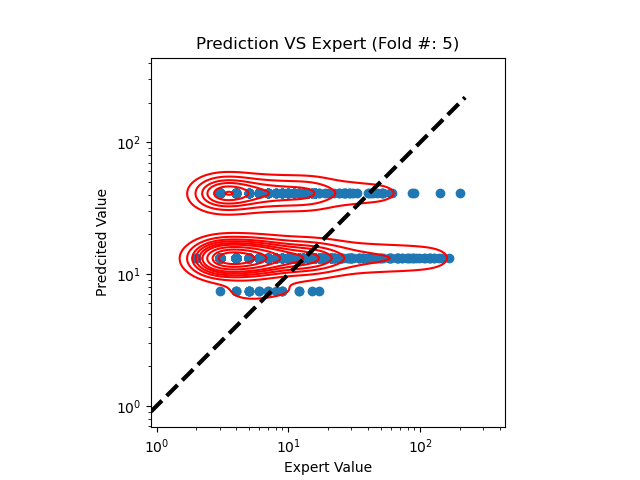 Prediction VS Expert (Fold #: 5)
Predcited Value
10²
10¹
10⁰
10⁰ 10¹ 10²
Expert Value